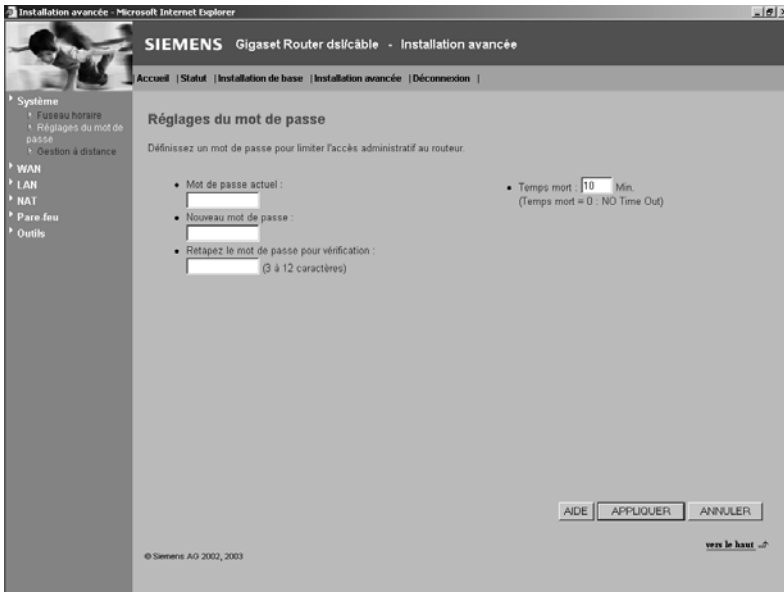 Installation avancée - Microsoft Internet Explorer
SIEMENS Gigaset Router dsl/câble - Installation avancée
Accueil | Statut | Installation de base | Installation avancée | Déconnexion |
Système
Fuseau horaire
Réglages du mot de
passe
Gestion à distance
WAN
LAN
NAT
Pare-feu
Outils
Réglages du mot de passe
Définissez un mot de passe pour limiter l'accès administratif au routeur.
• Mot de passe actuel :
• Nouveau mot de passe :
• Retapez le mot de passe pour vérification :
(3 à 12 caractères)
• Temps mort : 10 Min.
(Temps mort = 0 : NO Time Out)
AIDE APPLIQUER ANNULER
vers le haut
© Siemens AG 2002, 2003